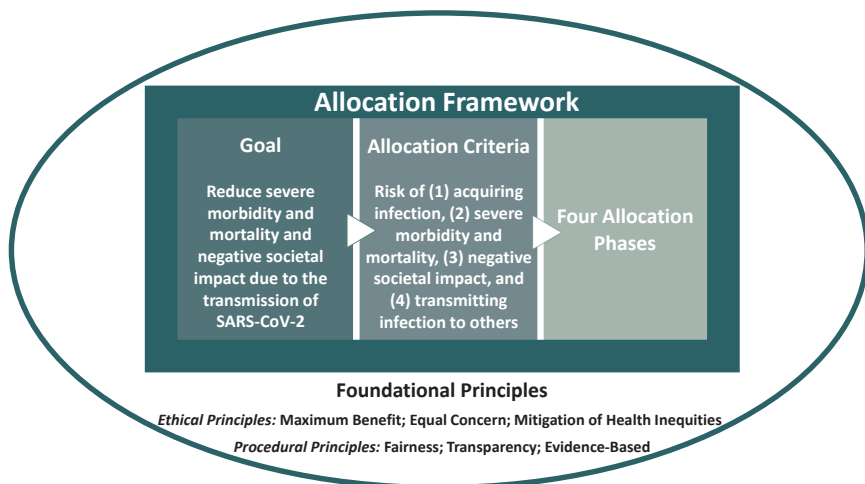 Allocation Framework
Goal
Reduce severe
morbidity and
mortality and
negative societal
impact due to the
transmission of
SARS-CoV-2
Allocation Criteria
Risk of (1) acquiring
infection, (2) severe
morbidity and
mortality, (3) negative
societal impact, and
(4) transmitting
infection to others
Four Allocation
Phases
Foundational Principles
Ethical Principles: Maximum Benefit; Equal Concern; Mitigation of Health Inequities
Procedural Principles: Fairness; Transparency; Evidence-Based